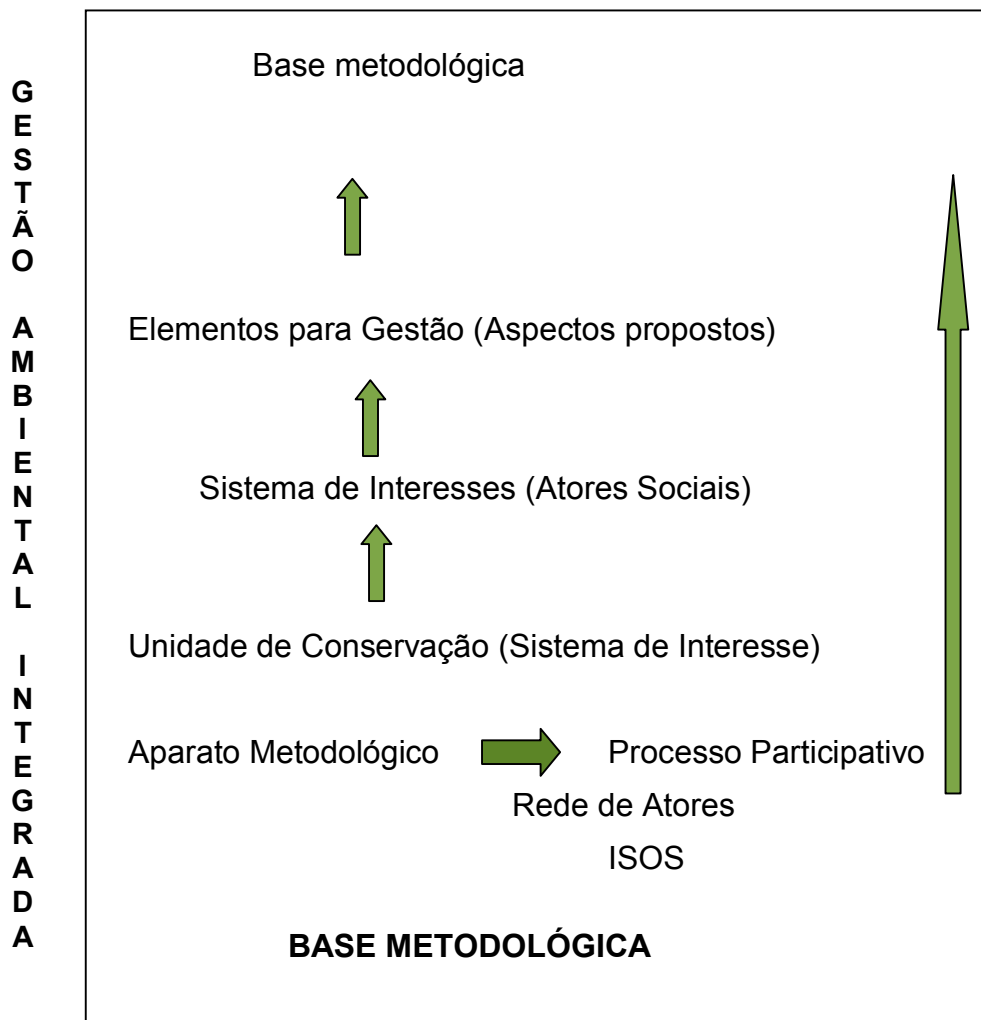 GESTÃO AMBIENTAL INTEGRADA
Base metodológica
Elementos para Gestão (Aspectos propostos)
Sistema de Interesses (Atores Sociais)
Unidade de Conservação (Sistema de Interesse)
Aparato Metodológico Processo Participativo
Rede de Atores
ISOS
BASE METODOLÓGICA